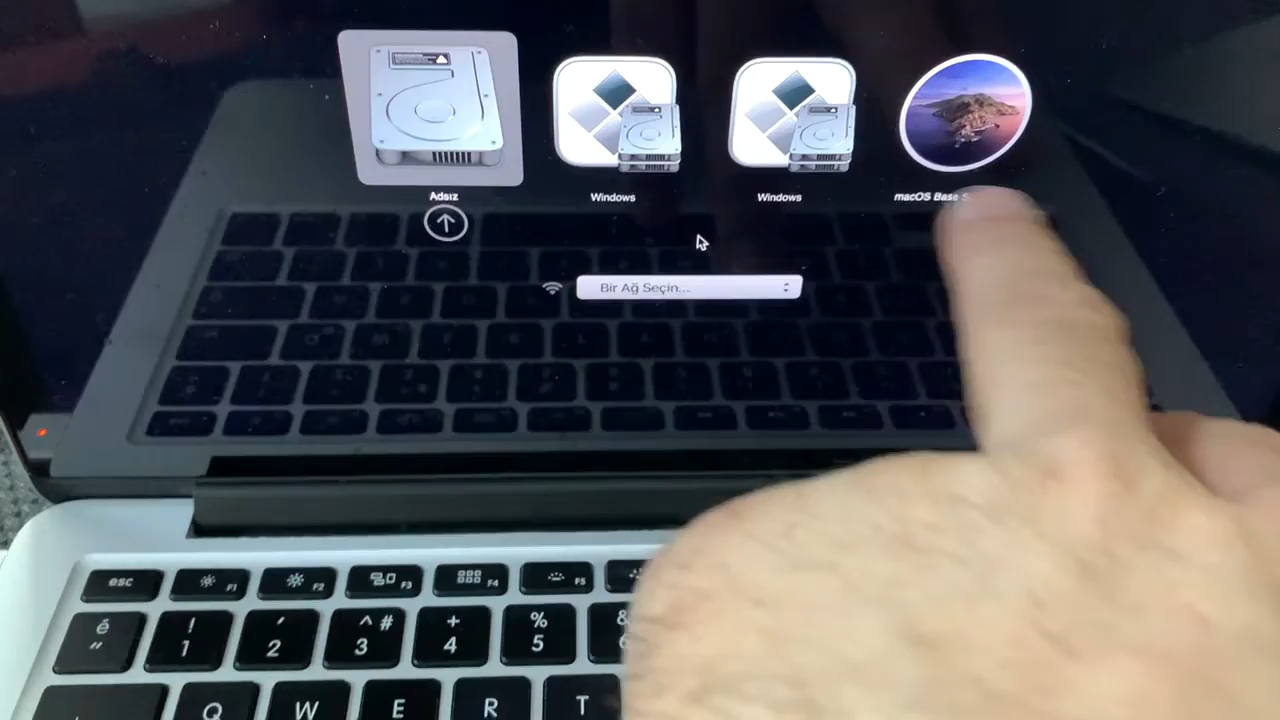 Adsız
Windows
Windows
macOS Base
Bir Ağ Seçin...
esc
F1
F2
F3
F4
F5
é
"
!
1
'
2
^ #
3
+
4
%
5
&
Q
W
E
R
T